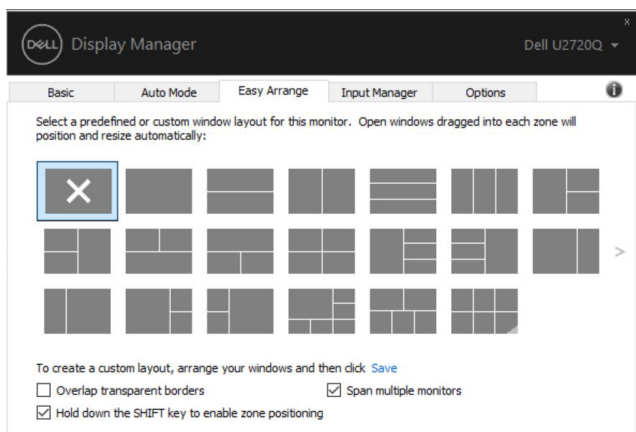 x
DELL Display Manager Dell U2720Q
Basic Auto Mode Easy Arrange Input Manager Options
Select a predefined or custom window layout for this monitor. Open windows dragged into each zone will
position and resize automatically:
>
To create a custom layout, arrange your windows and then click Save
Overlap transparent borders Span multiple monitors
Hold down the SHIFT key to enable zone positioning